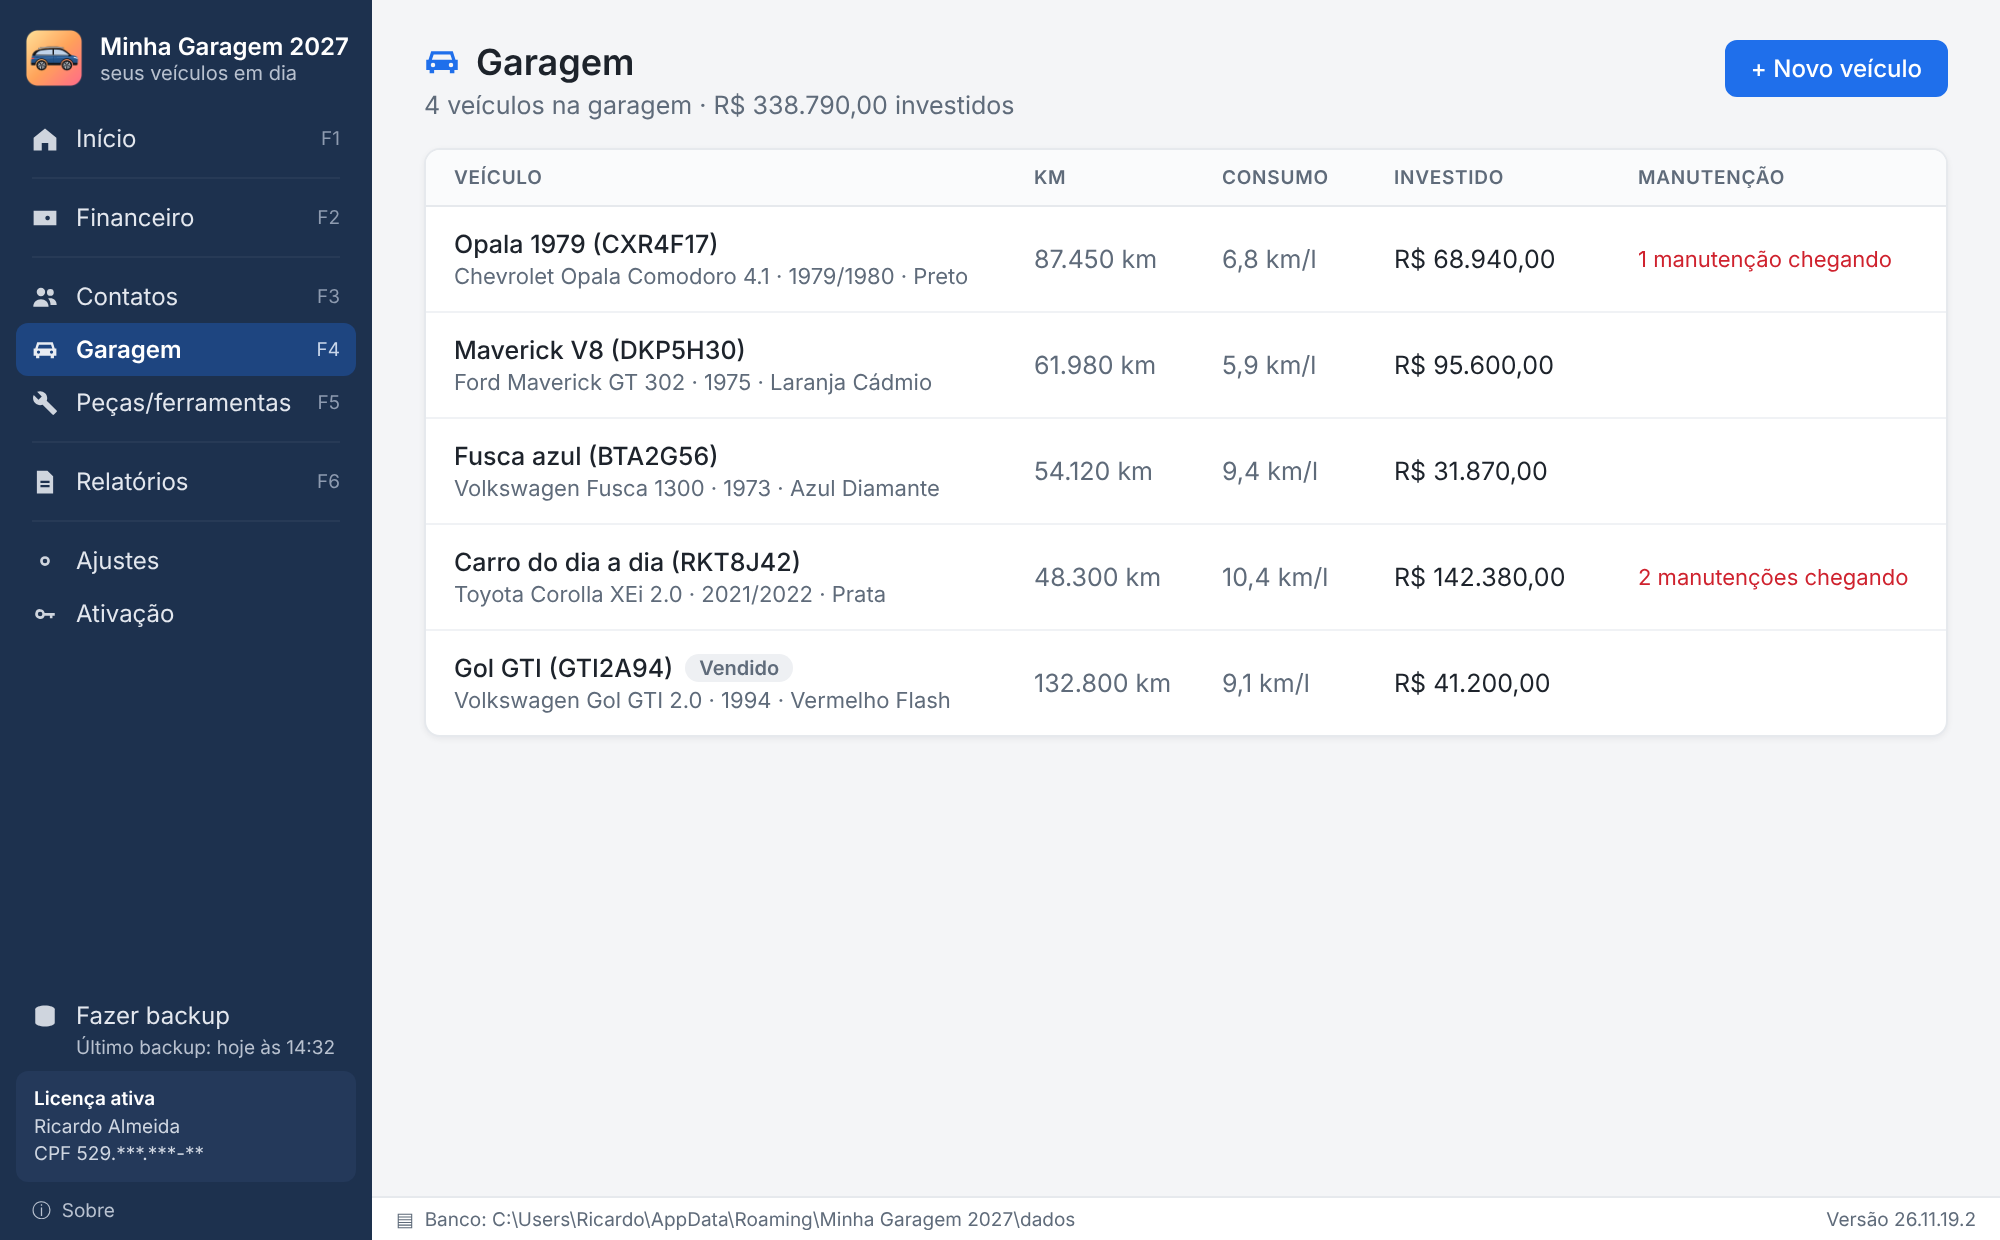 Minha Garagem 2027
seus veículos em dia
Início F1
Financeiro F2
Contatos F3
Garagem F4
Peças/ferramentas F5
Relatórios F6
Ajustes
Ativação
Fazer backup
Último backup: hoje às 14:32
Licença ativa
Ricardo Almeida
CPF 529.***.***-**
Sobre
Garagem
4 veículos na garagem · R$ 338.790,00 investidos
+ Novo veículo
VEÍCULO KM CONSUMO INVESTIDO MANUTENÇÃO
Opala 1979 (CXR4F17)
Chevrolet Opala Comodoro 4.1 · 1979/1980 · Preto
87.450 km 6,8 km/l R$ 68.940,00 1 manutenção chegando
Maverick V8 (DKP5H30)
Ford Maverick GT 302 · 1975 · Laranja Cádmio
61.980 km 5,9 km/l R$ 95.600,00
Fusca azul (BTA2G56)
Volkswagen Fusca 1300 · 1973 · Azul Diamante
54.120 km 9,4 km/l R$ 31.870,00
Carro do dia a dia (RKT8J42)
Toyota Corolla XEi 2.0 · 2021/2022 · Prata
48.300 km 10,4 km/l R$ 142.380,00 2 manutenções chegando
Gol GTI (GTI2A94) Vendido
Volkswagen Gol GTI 2.0 · 1994 · Vermelho Flash
132.800 km 9,1 km/l R$ 41.200,00
Banco: C:\Users\Ricardo\AppData\Roaming\Minha Garagem 2027\dados
Versão 26.11.19.2